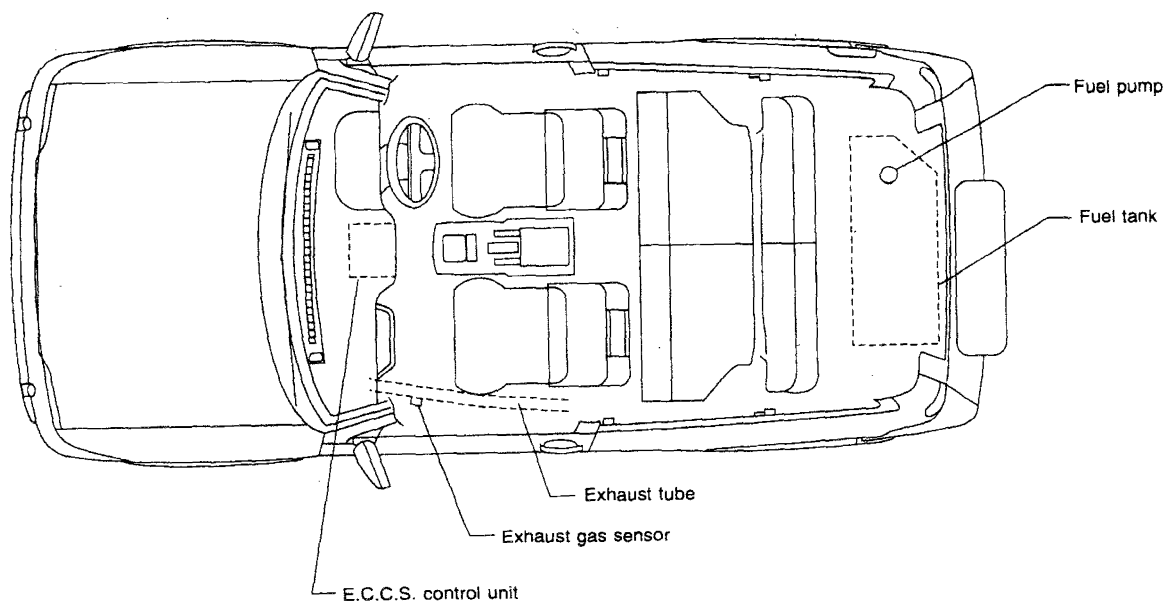 Fuel pump
Fuel tank
Exhaust tube
Exhaust gas sensor
E.C.C.S. control unit